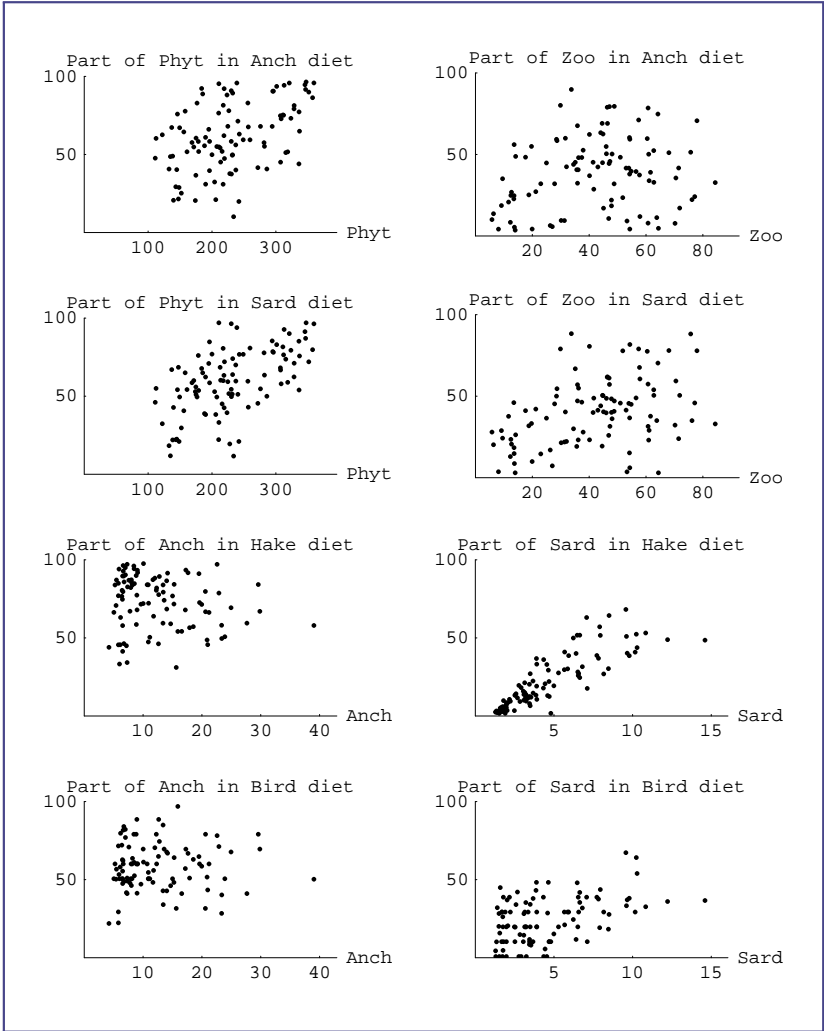 Part of Phyt in Anch diet
100
50
100 200 300
Phyt
Part of Zoo in Anch diet
100
50
20 40 60 80
Zoo
Part of Phyt in Sard diet
100
50
100 200 300
Phyt
Part of Zoo in Sard diet
100
50
20 40 60 80
Zoo
Part of Anch in Hake diet
100
50
10 20 30 40
Anch
Part of Sard in Hake diet
100
50
5 10 15
Sard
Part of Anch in Bird diet
100
50
10 20 30 40
Anch
Part of Sard in Bird diet
100
50
5 10 15
Sard